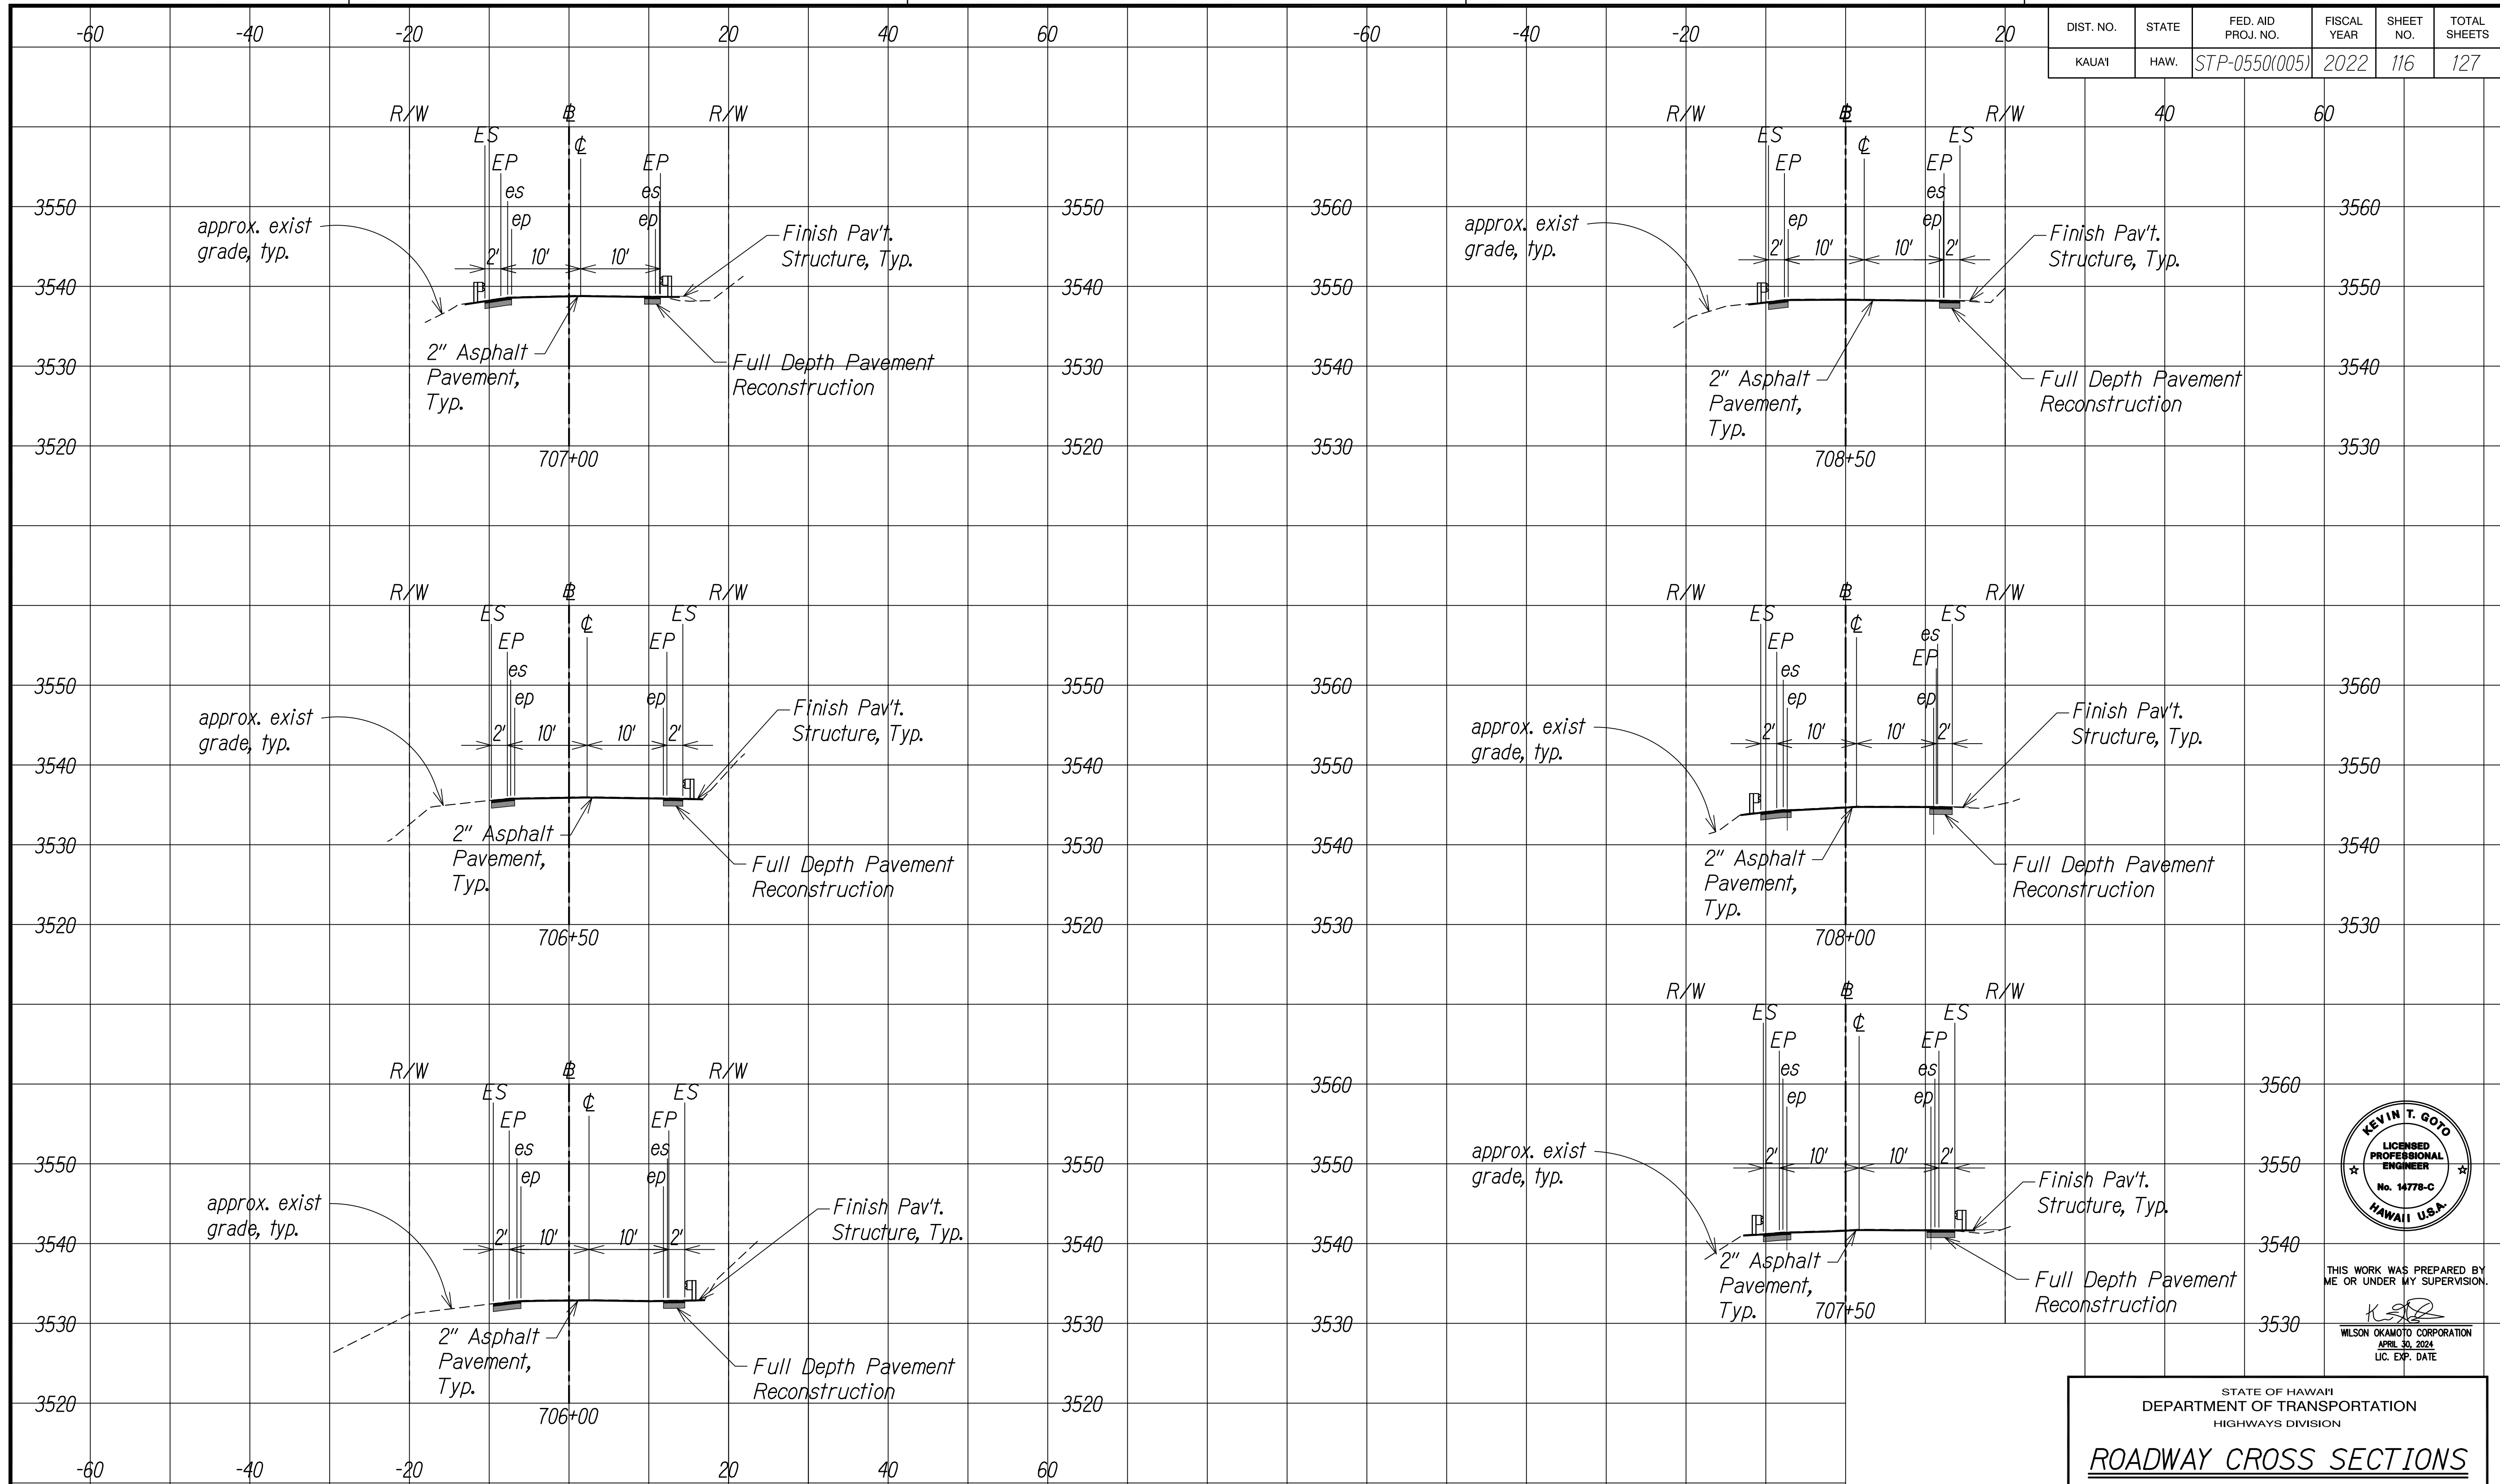 -60 -40 -20 20 40 60 -60 -40 -20 20
DIST. NO. STATE FED. AID PROJ. NO. FISCAL YEAR SHEET NO. TOTAL SHEETS
KAUAʻI HAW. STP-0550(005) 2022 116 127
R/W ℄ R/W
ES ℄
EP EP
es es
ep ep
3550 3550
approx. exist
grade, typ.
2' 10' 10'
Finish Pav't.
Structure, Typ.
3540 3540
2" Asphalt
Pavement,
Typ.
Full Depth Pavement
Reconstruction
3530 3530
3520 3520
707+00
R/W R/W 40 60
ES ES
EP EP
es
ep ep
3560 3560
approx. exist
grade, typ.
2' 10' 10' 2'
Finish Pav't.
Structure, Typ.
3550 3550
2" Asphalt
Pavement,
Typ.
Full Depth Pavement
Reconstruction
3540 3540
3530 3530
708+50
R/W R/W
ES ℄ ES
EP EP
es
ep ep
3550 3550
approx. exist
grade, typ.
2' 10' 10' 2'
Finish Pav't.
Structure, Typ.
3540 3540
2" Asphalt
Pavement,
Typ.
Full Depth Pavement
Reconstruction
3530 3530
3520 3520
706+50
R/W R/W
ES ℄ ES
EP es
es EP
ep ep
3560 3560
approx. exist
grade, typ.
2' 10' 10' 2'
Finish Pav't.
Structure, Typ.
3550 3550
2" Asphalt
Pavement,
Typ.
Full Depth Pavement
Reconstruction
3540 3540
3530 3530
708+00
R/W R/W
ES ℄ ES
EP EP
es es
ep ep
3550 3550
approx. exist
grade, typ.
2' 10' 10' 2'
Finish Pav't.
Structure, Typ.
3540 3540
2" Asphalt
Pavement,
Typ.
Full Depth Pavement
Reconstruction
3530 3530
3520 3520
706+00
R/W R/W
ES ℄ ES
EP EP
es es
ep ep
3560 3560
approx. exist
grade, typ.
2' 10' 10' 2'
Finish Pav't.
Structure, Typ.
3550 3550
3540 3540
2" Asphalt
Pavement,
Typ.
Full Depth Pavement
Reconstruction
3530 3530
707+50
-60 -40 -20 20 40 60
KEVIN T. GOTO
LICENSED
PROFESSIONAL
ENGINEER
No. 14778-C
HAWAII U.S.A.
THIS WORK WAS PREPARED BY
ME OR UNDER MY SUPERVISION.
WILSON OKAMOTO CORPORATION
APRIL 30, 2024
LIC. EXP. DATE
STATE OF HAWAIʻI
DEPARTMENT OF TRANSPORTATION
HIGHWAYS DIVISION
ROADWAY CROSS SECTIONS